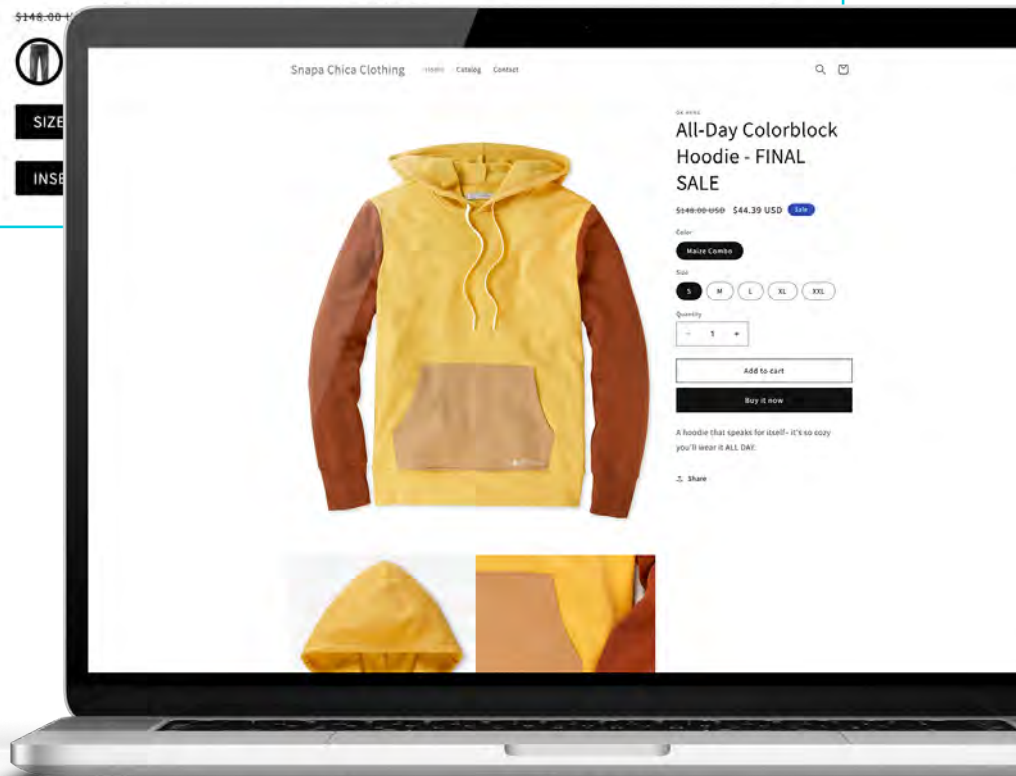 $148.00 U
SIZE
INSE
Snapa Chica Clothing
Home
Catalog
Contact
All-Day Colorblock
Hoodie - FINAL
SALE
$148.00 USD $44.39 USD Sale
Color
Maize Combo
Size
S M L XL XXL
Quantity
- 1 +
Add to cart
Buy it now
A hoodie that speaks for itself- it's so cozy
you'll wear it ALL DAY.
Share